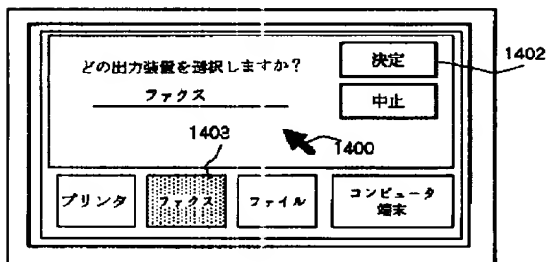 どの出力装置を選択しますか?
ファクス
決定
中止
1402
1403
1400
プリンタ
ファクス
ファイル
コンピュータ
端末